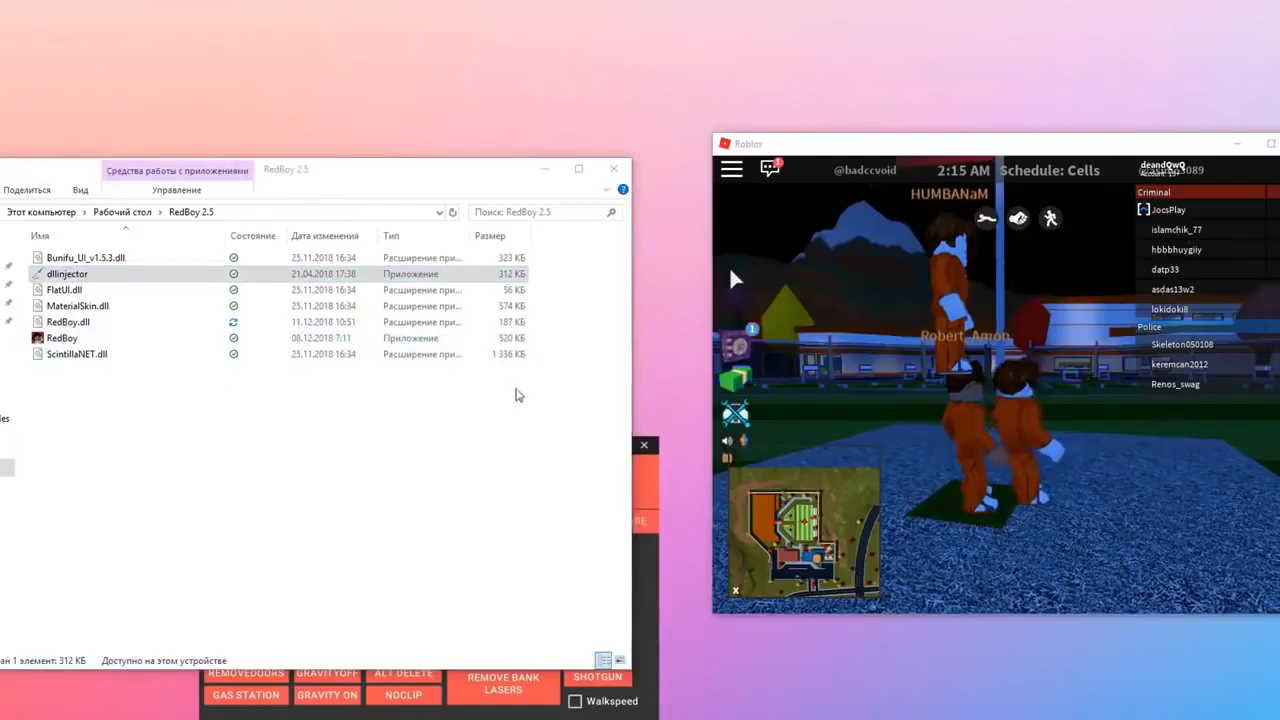 Средства работы с приложениями
RedBoy 2.5
Поделиться
Вид
Управление
Этот компьютер
Рабочий стол
RedBoy 2.5
Поиск: RedBoy 2.5
Имя
Состояние
Дата изменения
Тип
Размер
Bunifu_UI_v1.5.3.dll
25.11.2018 16:34
Расширение при...
323 КБ
dllinjector
21.04.2018 17:38
Приложение
312 КБ
FlatUI.dll
25.11.2018 16:34
Расширение при...
56 КБ
MaterialSkin.dll
25.11.2018 16:34
Расширение при...
574 КБ
RedBoy.dll
11.12.2018 10:51
Расширение при...
187 КБ
RedBoy
08.12.2018 7:11
Приложение
520 КБ
ScintillaNET.dll
25.11.2018 16:34
Расширение при...
1 336 КБ
ан 1 элемент: 312 КБ
Доступно на этом устройстве
REMOVEDOORS
GRAVITYOFF
ALT DELETE
REMOVE BANK
LASERS
SHOTGUN
GAS STATION
GRAVITY ON
NOCLIP
Walkspeed
Roblox
1
@badccvoid
2:15 AM
Schedule: Cells
deandQwQ
HUMBANaM
Criminal
JocsPlay
islamchik_77
hbbbhuygiiy
datp33
asdas13w2
lokidoki8
Police
Skeleton050108
keremcan2012
Renos_swag
Robert_Amon
1
x